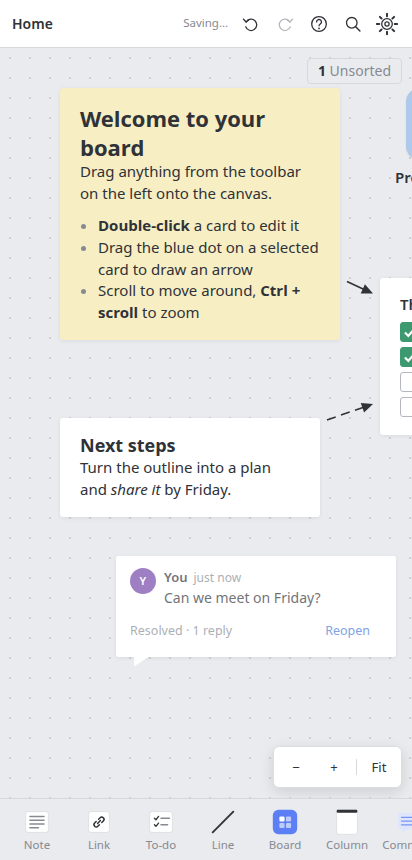 Home
Saving...
1 Unsorted
Welcome to your
board
Drag anything from the toolbar
on the left onto the canvas.
Double-click a card to edit it
Drag the blue dot on a selected
card to draw an arrow
Scroll to move around, Ctrl +
scroll to zoom
Next steps
Turn the outline into a plan
and share it by Friday.
Y
You just now
Can we meet on Friday?
Resolved · 1 reply
Reopen
− + Fit
Note Link To-do Line Board Column